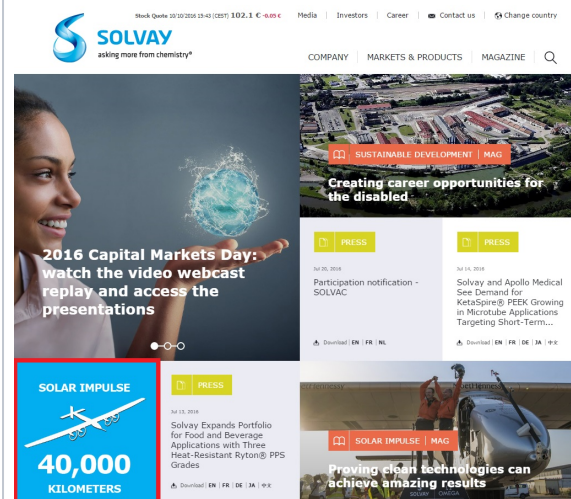 Stock Quote 10/10/2016 15:43 (CEST) 102.1 € -0.05 €
Media | Investors | Career | Contact us | Change country
SOLVAY
asking more from chemistry®
COMPANY | MARKETS & PRODUCTS | MAGAZINE
2016 Capital Markets Day:
watch the video webcast
replay and access the
presentations
SUSTAINABLE DEVELOPMENT | MAG
Creating career opportunities for
the disabled
PRESS
Jul 20, 2016
Participation notification -
SOLVAC
Download | EN | FR | NL
PRESS
Jul 14, 2016
Solvay and Apollo Medical
See Demand for
KetaSpire® PEEK Growing
in Microtube Applications
Targeting Short-Term...
Download | EN | FR | DE | JA | 中文
SOLAR IMPULSE
40,000
KILOMETERS
PRESS
Jul 13, 2016
Solvay Expands Portfolio
for Food and Beverage
Applications with Three
Heat-Resistant Ryton® PPS
Grades
Download | EN | FR | DE | JA | 中文
SOLAR IMPULSE | MAG
Proving clean technologies can
achieve amazing results
SOLVAY OMEGA